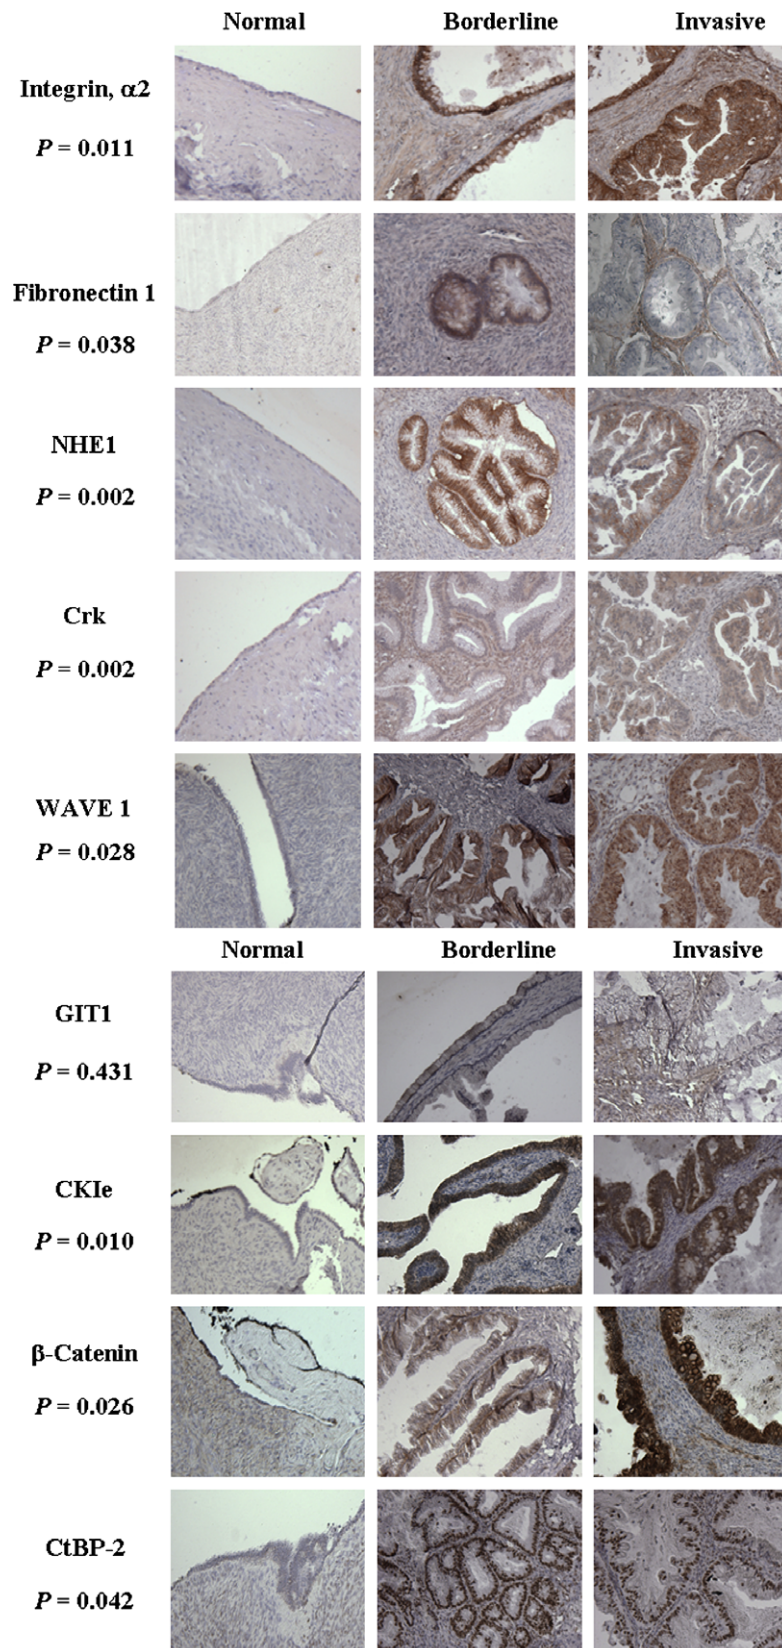 Normal Borderline Invasive
Integrin, α2
P = 0.011
Fibronectin 1
P = 0.038
NHE1
P = 0.002
Crk
P = 0.002
WAVE 1
P = 0.028
Normal Borderline Invasive
GIT1
P = 0.431
CKIe
P = 0.010
β-Catenin
P = 0.026
CtBP-2
P = 0.042